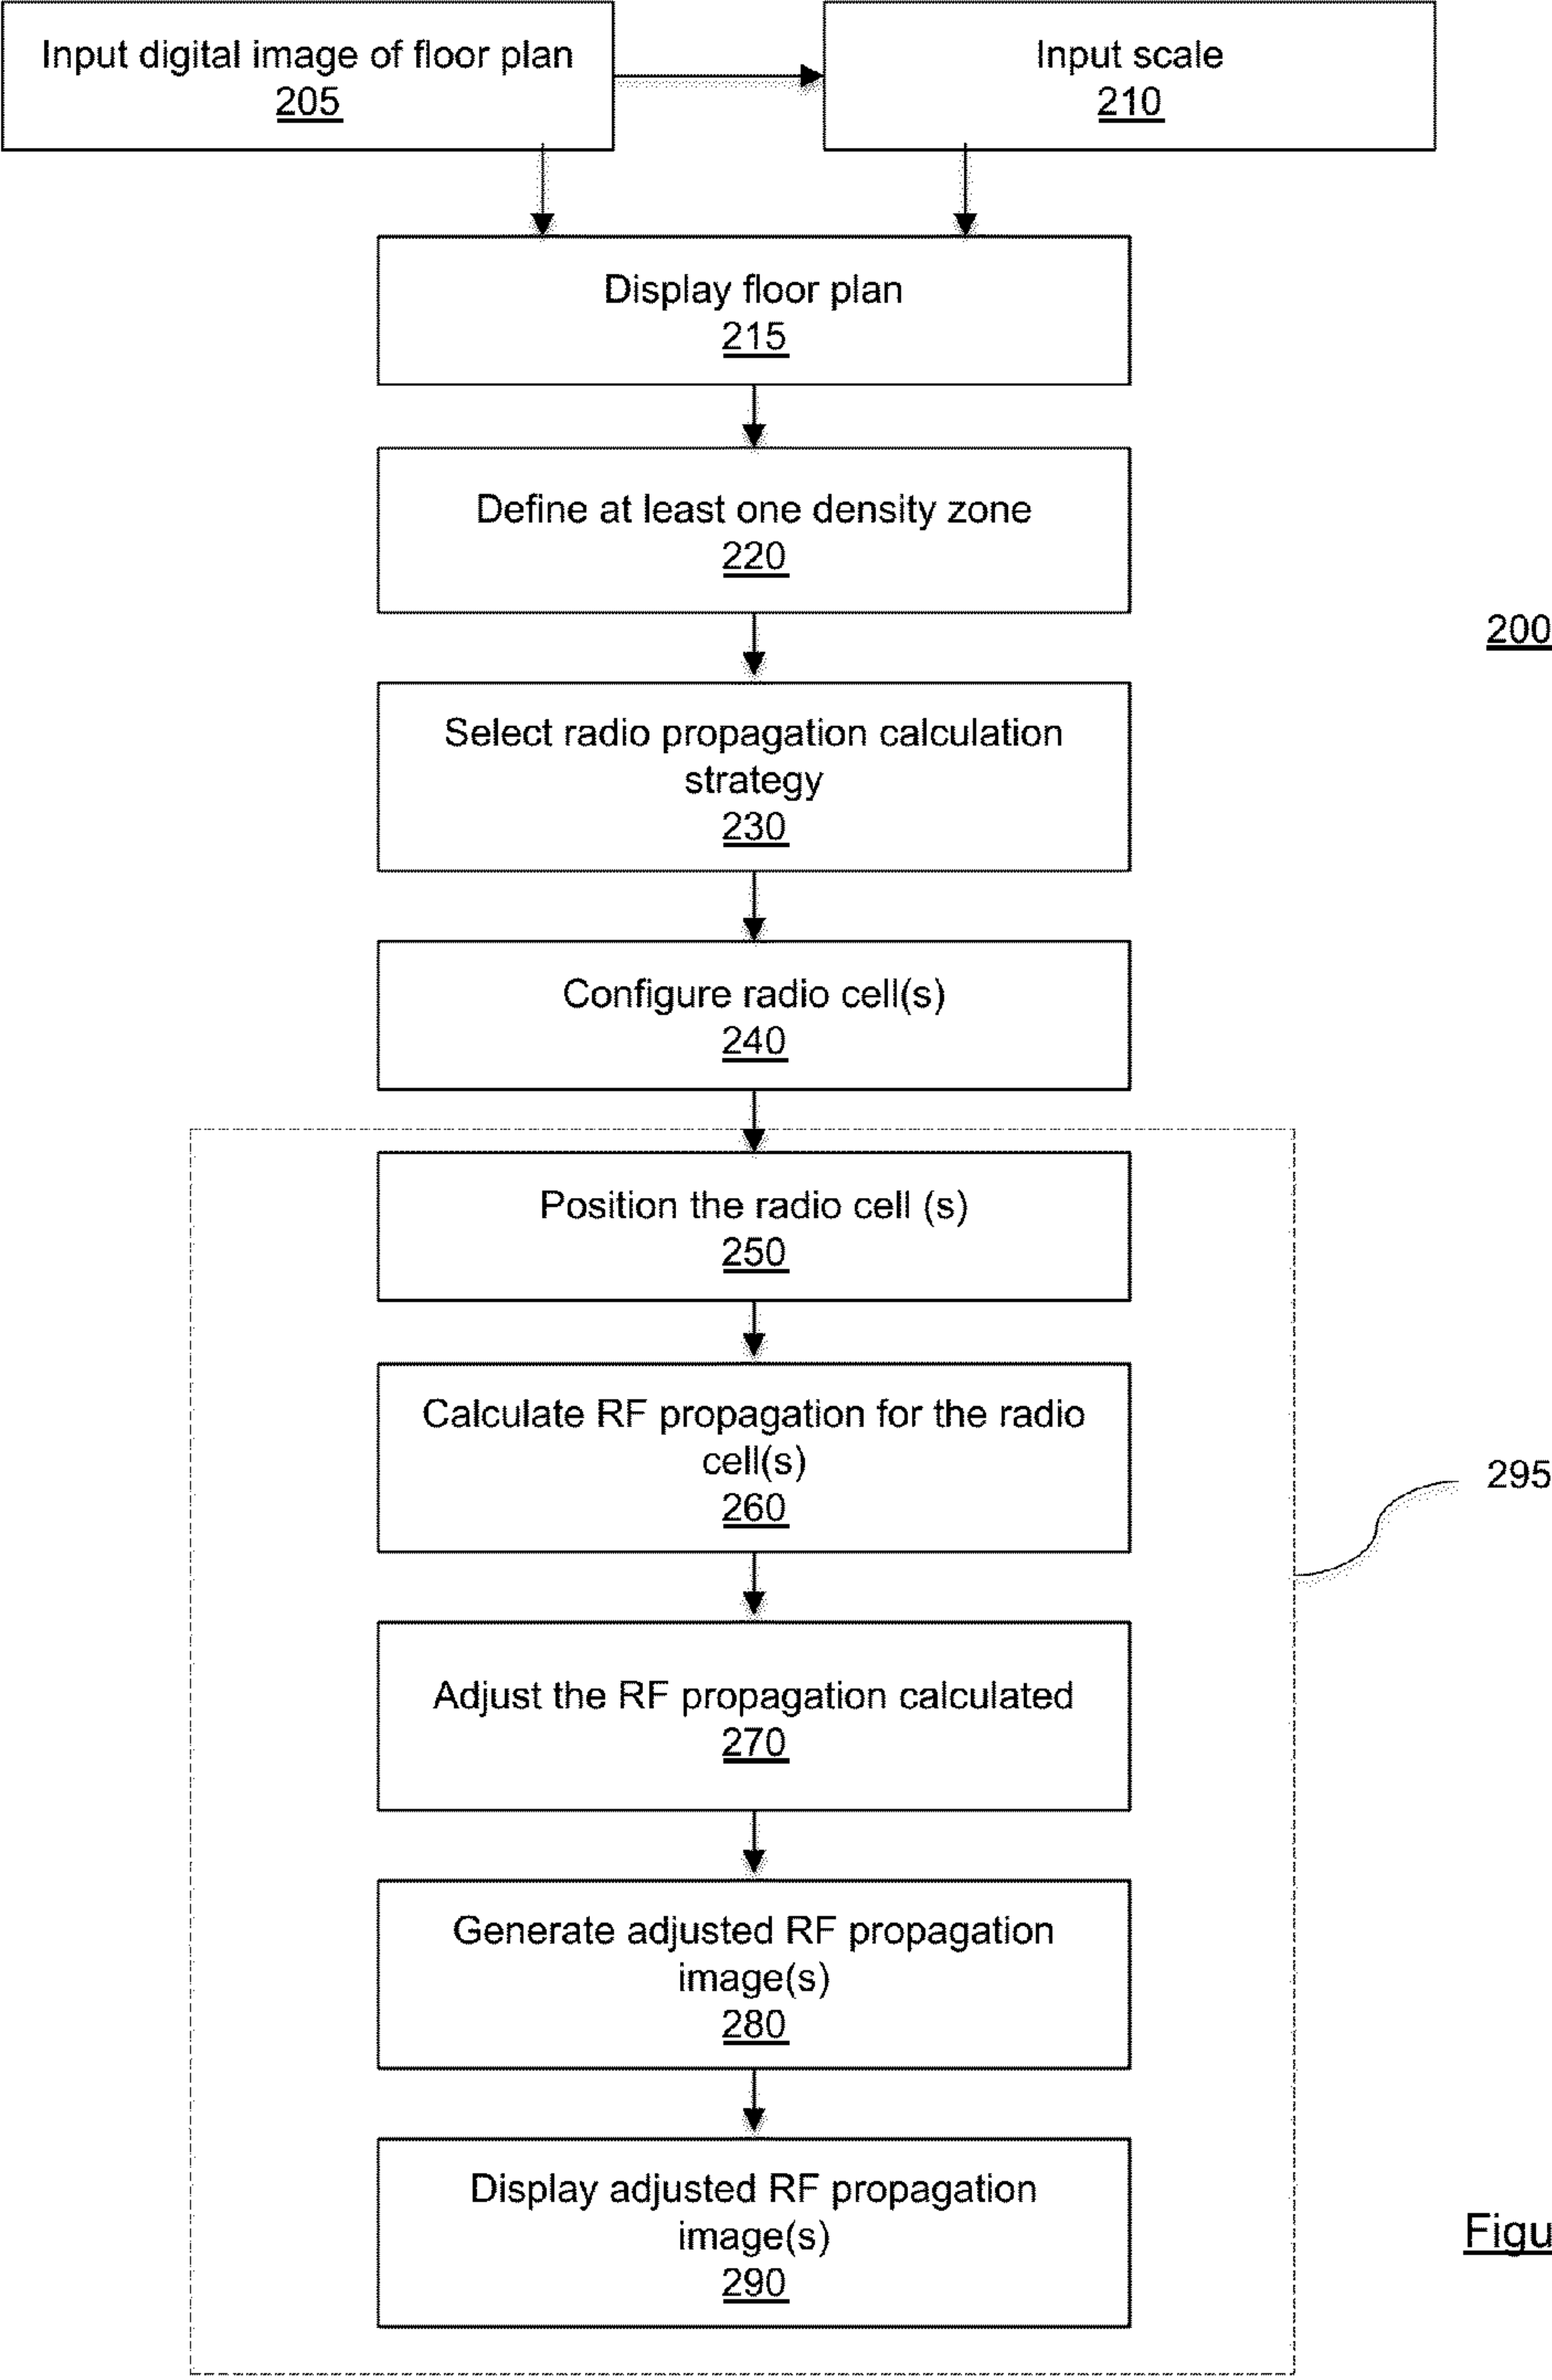 Input digital image of floor plan
205
Input scale
210
Display floor plan
215
Define at least one density zone
220
200
Select radio propagation calculation
strategy
230
Configure radio cell(s)
240
Position the radio cell (s)
250
Calculate RF propagation for the radio
cell(s)
260
295
Adjust the RF propagation calculated
270
Generate adjusted RF propagation
image(s)
280
Display adjusted RF propagation
image(s)
290
Figu